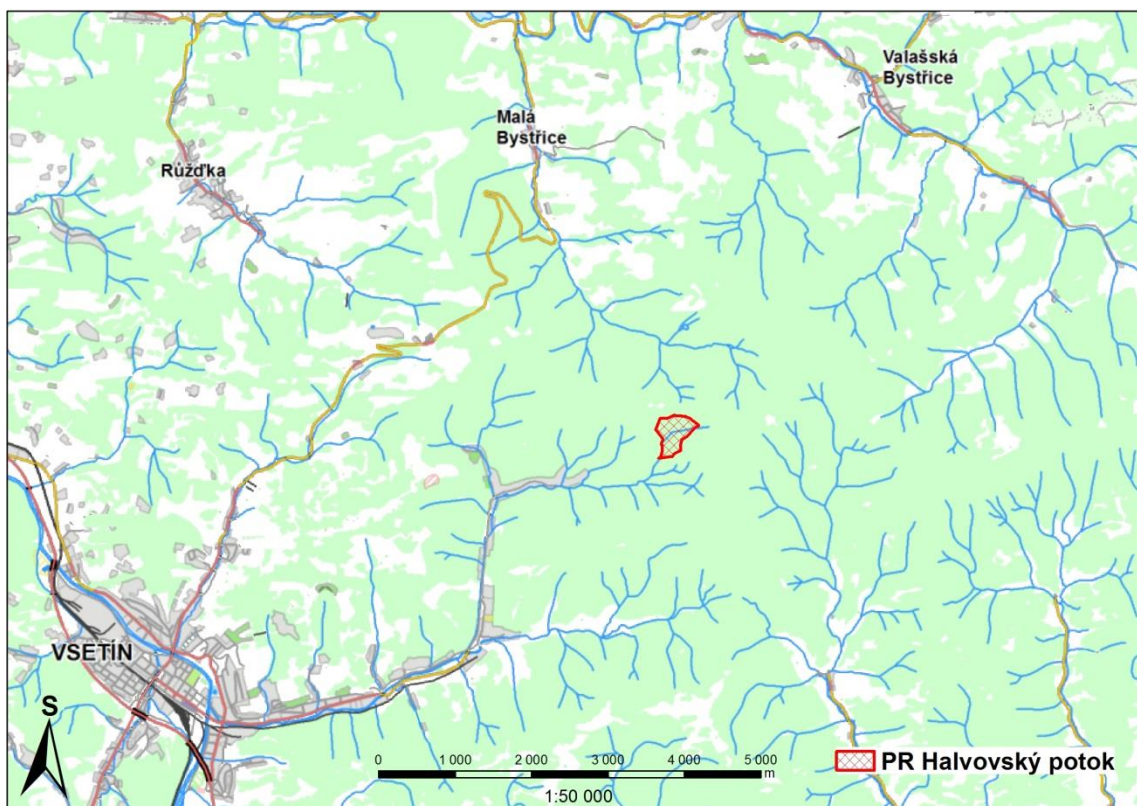 Valašská
Bystřice
Malá
Bystřice
Růžďka
VSETÍN
S
0 1 000 2 000 3 000 4 000 5 000
m
1:50 000
PR Halvovský potok